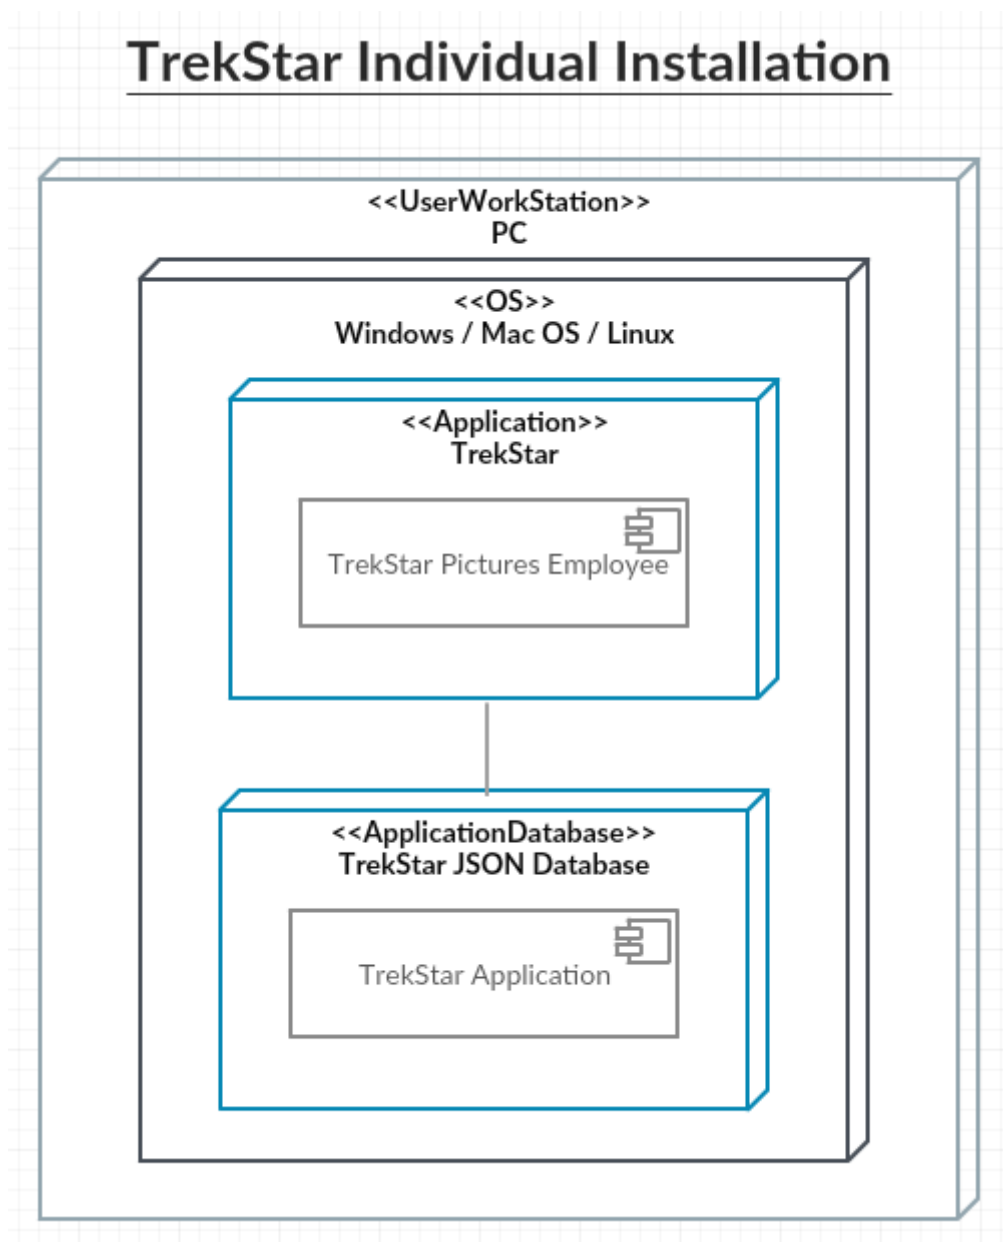 TrekStar Individual Installation
<<UserWorkStation>>
PC
<<OS>>
Windows / Mac OS / Linux
<<Application>>
TrekStar
TrekStar Pictures Employee
<<ApplicationDatabase>>
TrekStar JSON Database
TrekStar Application